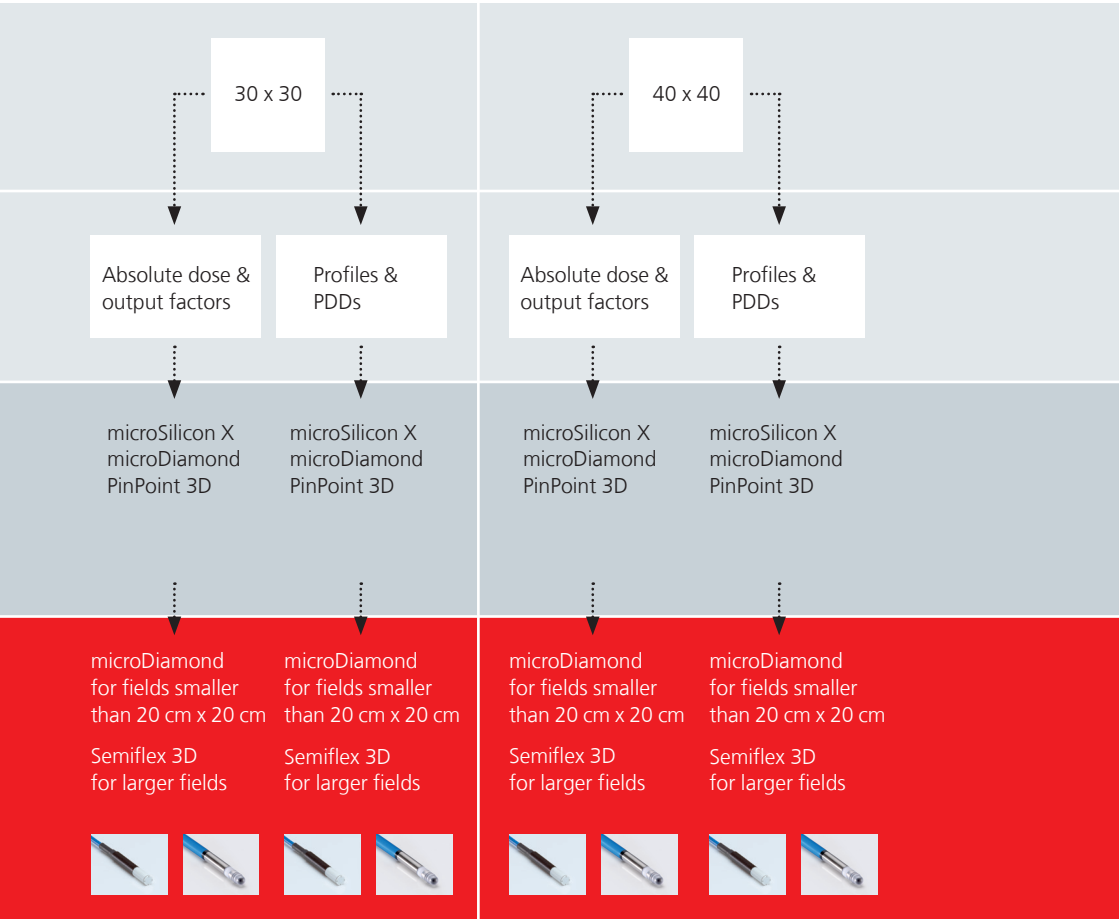 30 x 30
40 x 40
Absolute dose &
output factors
Profiles &
PDDs
Absolute dose &
output factors
Profiles &
PDDs
microSilicon X
microDiamond
PinPoint 3D
microSilicon X
microDiamond
PinPoint 3D
microSilicon X
microDiamond
PinPoint 3D
microSilicon X
microDiamond
PinPoint 3D
microDiamond
for fields smaller
than 20 cm x 20 cm
Semiflex 3D
for larger fields
microDiamond
for fields smaller
than 20 cm x 20 cm
Semiflex 3D
for larger fields
microDiamond
for fields smaller
than 20 cm x 20 cm
Semiflex 3D
for larger fields
microDiamond
for fields smaller
than 20 cm x 20 cm
Semiflex 3D
for larger fields